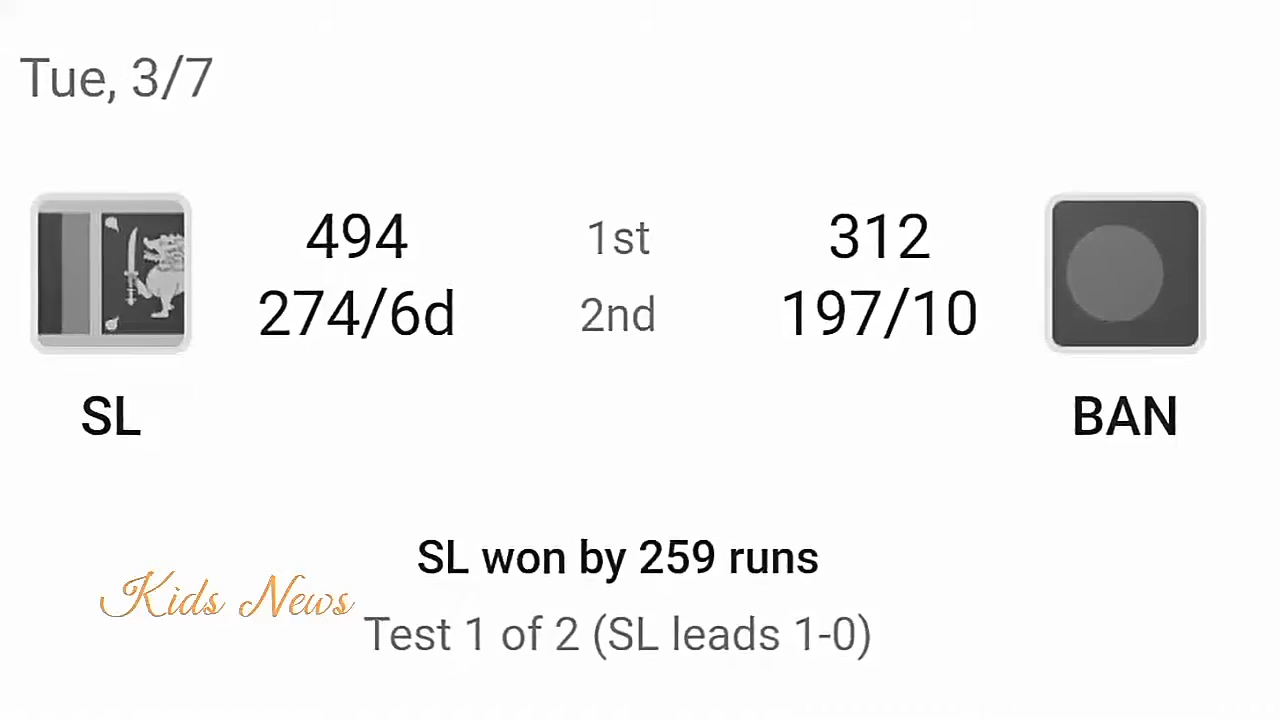 Tue, 3/7
494 1st 312
274/6d 2nd 197/10
SL BAN
SL won by 259 runs
Kids News
Test 1 of 2 (SL leads 1-0)